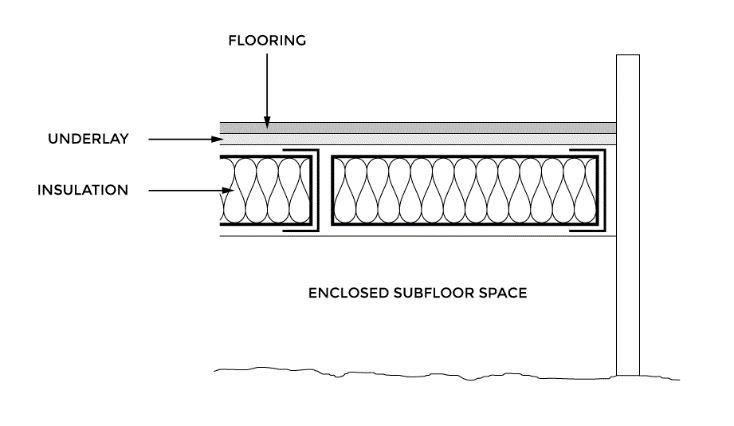 FLOORING
UNDERLAY
INSULATION
ENCLOSED SUBFLOOR SPACE